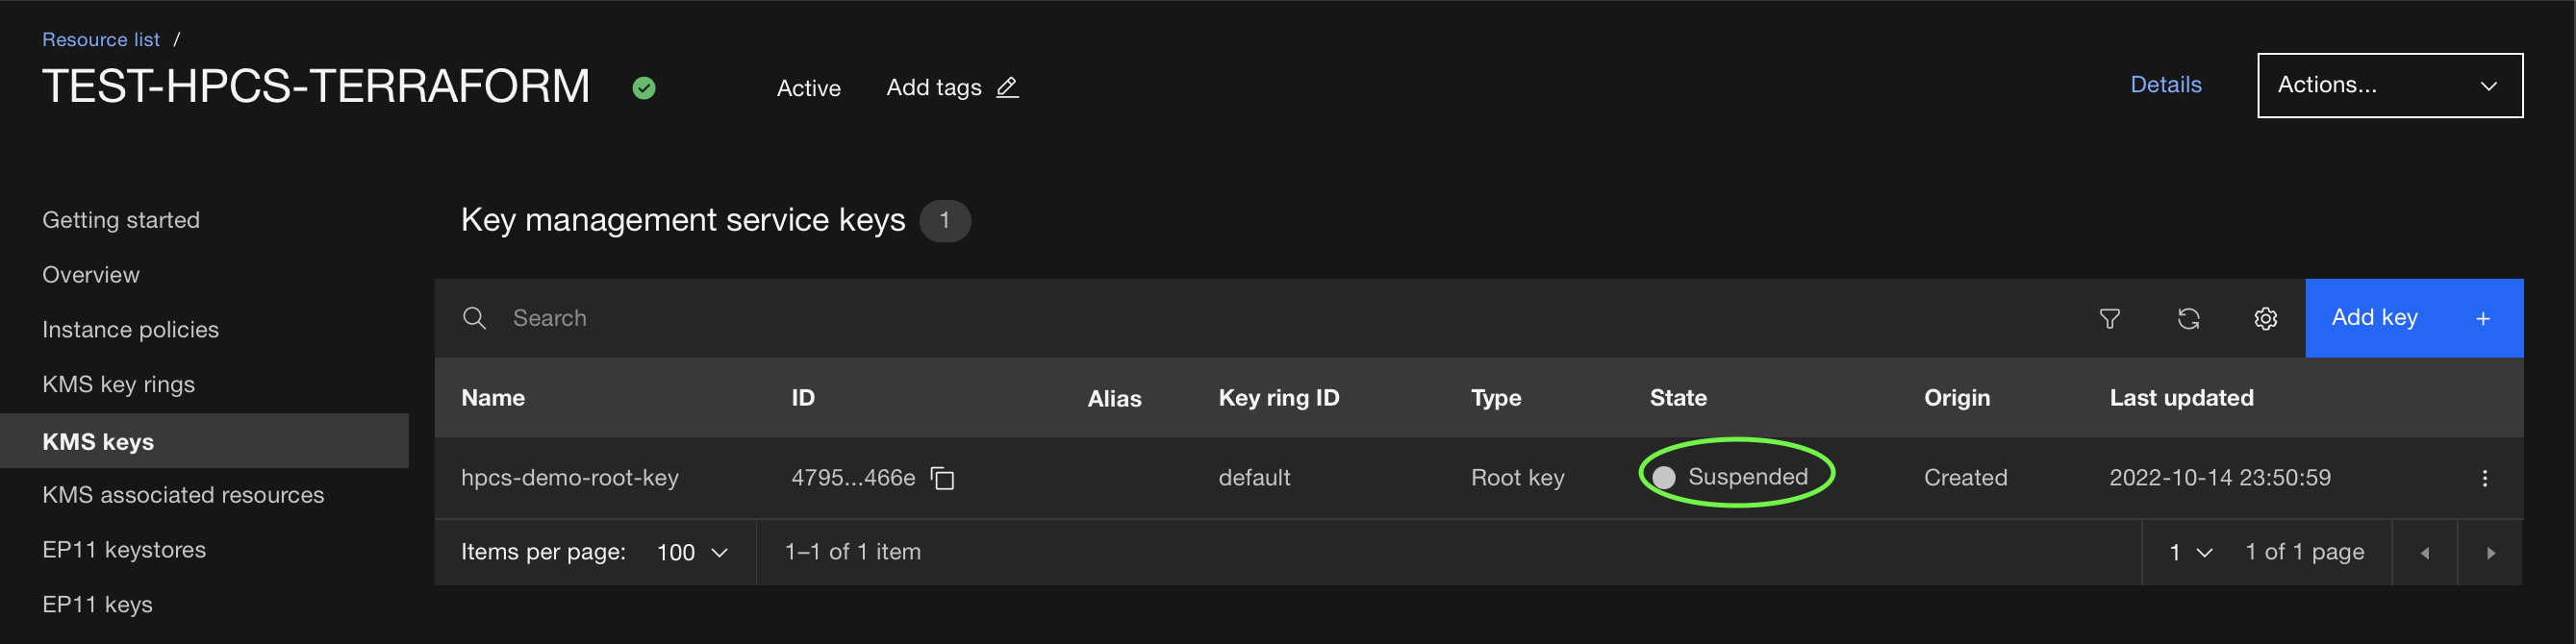 Resource list /
TEST-HPCS-TERRAFORM
Active
Add tags
Details
Actions...
Getting started
Overview
Instance policies
KMS key rings
KMS keys
KMS associated resources
EP11 keystores
EP11 keys
Key management service keys 1
Search
Add key +
Name ID Alias Key ring ID Type State Origin Last updated
hpcs-demo-root-key 4795...466e default Root key Suspended Created 2022-10-14 23:50:59
Items per page: 100 1–1 of 1 item 1 1 of 1 page